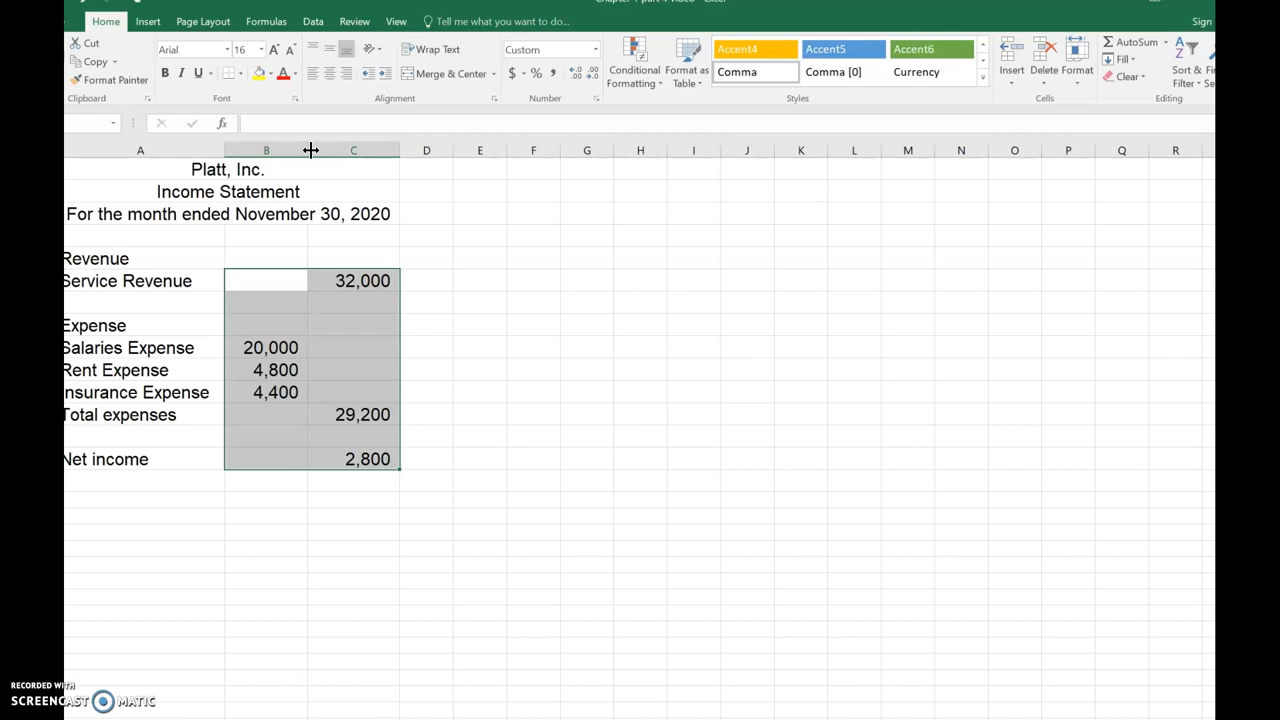 Home Insert Page Layout Formulas Data Review View Tell me what you want to do... Sign
Cut
Copy
Format Painter
Arial 16 A A
B I U A
Wrap Text
Merge & Center
Custom
$ % ,
Conditional Formatting
Format as Table
Accent4 Accent5 Accent6
Comma Comma [0] Currency
Insert Delete Format
AutoSum
Fill
Clear
Sort &
Filter
Clipboard Font Alignment Number Styles Cells Editing
fx
A B C D E F G H I J K L M N O P Q R
Platt, Inc.
Income Statement
For the month ended November 30, 2020
Revenue
Service Revenue 32,000
Expense
Salaries Expense 20,000
Rent Expense 4,800
nsurance Expense 4,400
Total expenses 29,200
Net income 2,800
RECORDED WITH
SCREENCAST MATIC